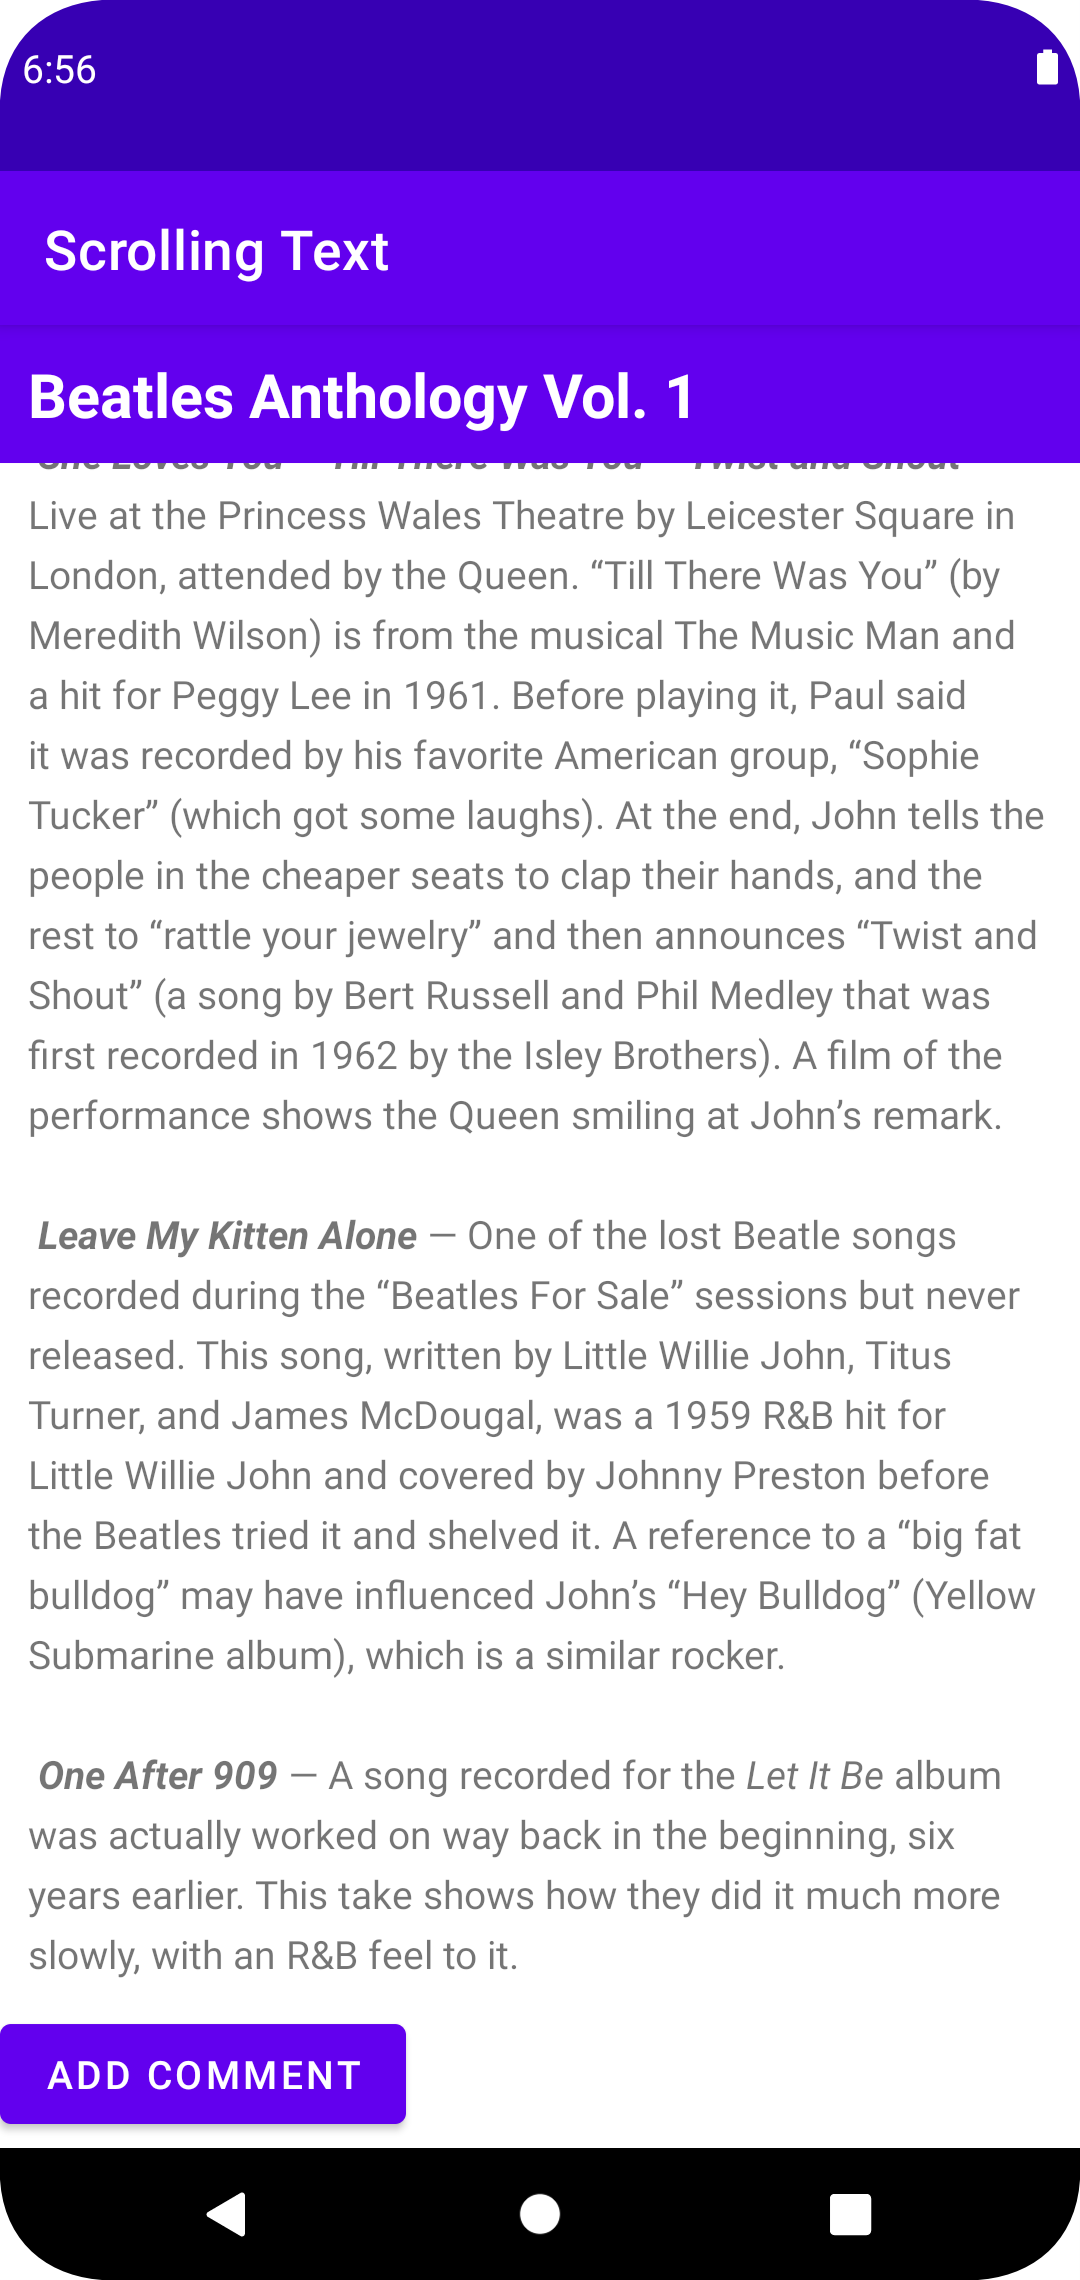 6:56
Scrolling Text
Beatles Anthology Vol. 1
She Loves You – Till There Was You – Twist and Shout
Live at the Princess Wales Theatre by Leicester Square in
London, attended by the Queen. “Till There Was You” (by
Meredith Wilson) is from the musical The Music Man and
a hit for Peggy Lee in 1961. Before playing it, Paul said
it was recorded by his favorite American group, “Sophie
Tucker” (which got some laughs). At the end, John tells the
people in the cheaper seats to clap their hands, and the
rest to “rattle your jewelry” and then announces “Twist and
Shout” (a song by Bert Russell and Phil Medley that was
first recorded in 1962 by the Isley Brothers). A film of the
performance shows the Queen smiling at John’s remark.
Leave My Kitten Alone — One of the lost Beatle songs
recorded during the “Beatles For Sale” sessions but never
released. This song, written by Little Willie John, Titus
Turner, and James McDougal, was a 1959 R&B hit for
Little Willie John and covered by Johnny Preston before
the Beatles tried it and shelved it. A reference to a “big fat
bulldog” may have influenced John’s “Hey Bulldog” (Yellow
Submarine album), which is a similar rocker.
One After 909 — A song recorded for the Let It Be album
was actually worked on way back in the beginning, six
years earlier. This take shows how they did it much more
slowly, with an R&B feel to it.
ADD COMMENT